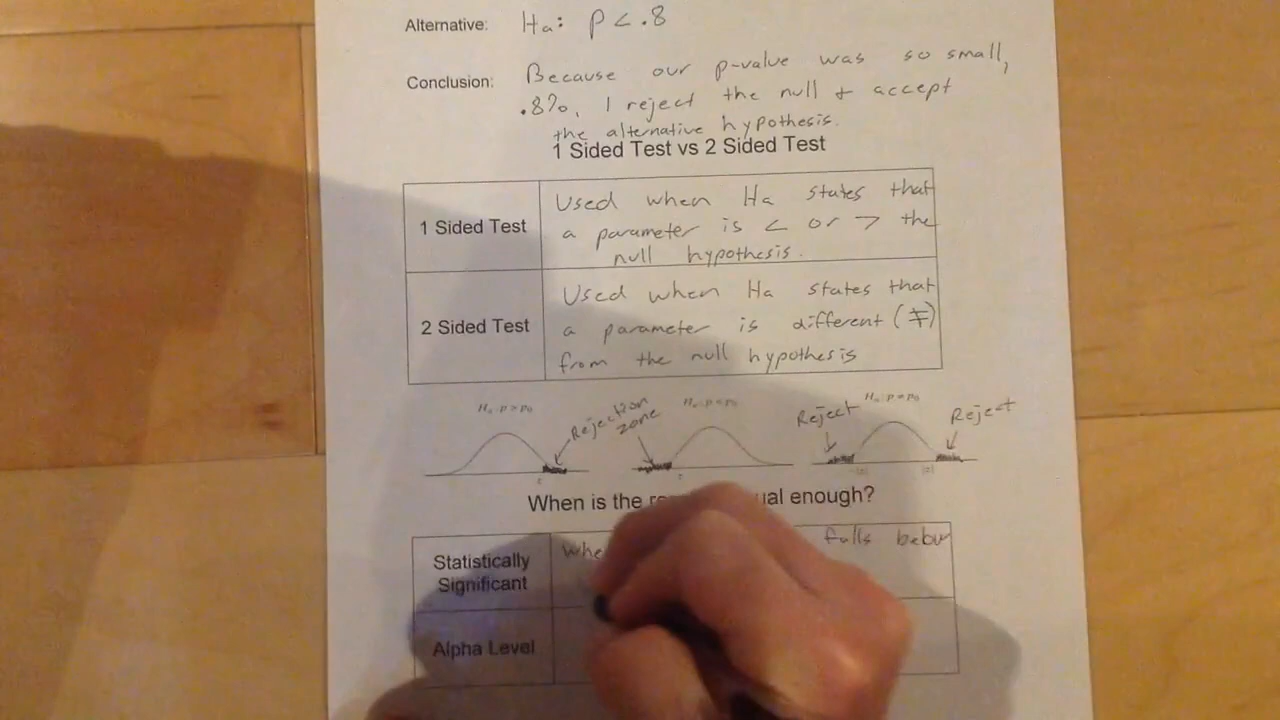 Alternative: Ha: p < .8
Conclusion: Because our p-value was so small,
.8%, I reject the null & accept
the alternative hypothesis.
1 Sided Test vs 2 Sided Test
1 Sided Test
Used when Ha states that
a parameter is < or > the
null hypothesis.
2 Sided Test
Used when Ha states that
a parameter is different (≠)
from the null hypothesis
Hₐ: p > p₀
Rejection
zone
Reject
Reject
When is the enough?
Statistically
Significant
falls below
Alpha Level